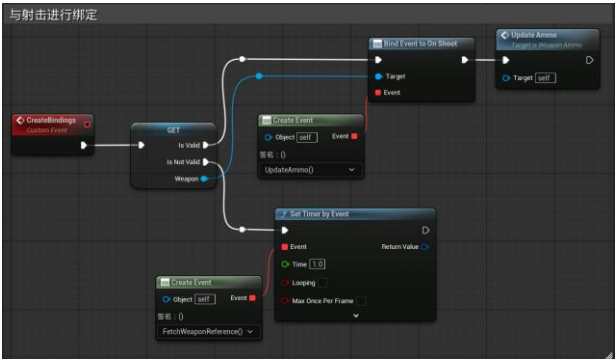 与射击进行绑定
CreateBindings
Custom Event
GET
Is Valid
Is Not Valid
Weapon
Create Event
Object self Event
签名：()
UpdateAmmo()
Bind Event to On Shoot
Target
Event
Update Ammo
Target is Weapon Ammo
Target self
Set Timer by Event
Event Return Value
Time 1.0
Looping
Max Once Per Frame
Create Event
Object self Event
签名：()
FetchWeaponReference()